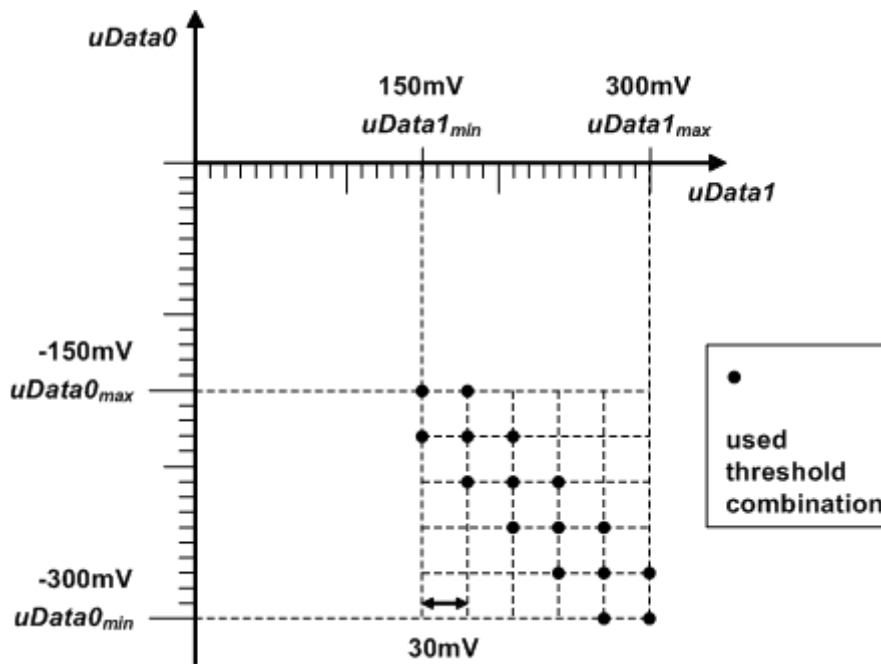 uData0
150mV
uData1min
300mV
uData1max
uData1
-150mV
uData0max
-300mV
uData0min
30mV
used
threshold
combination